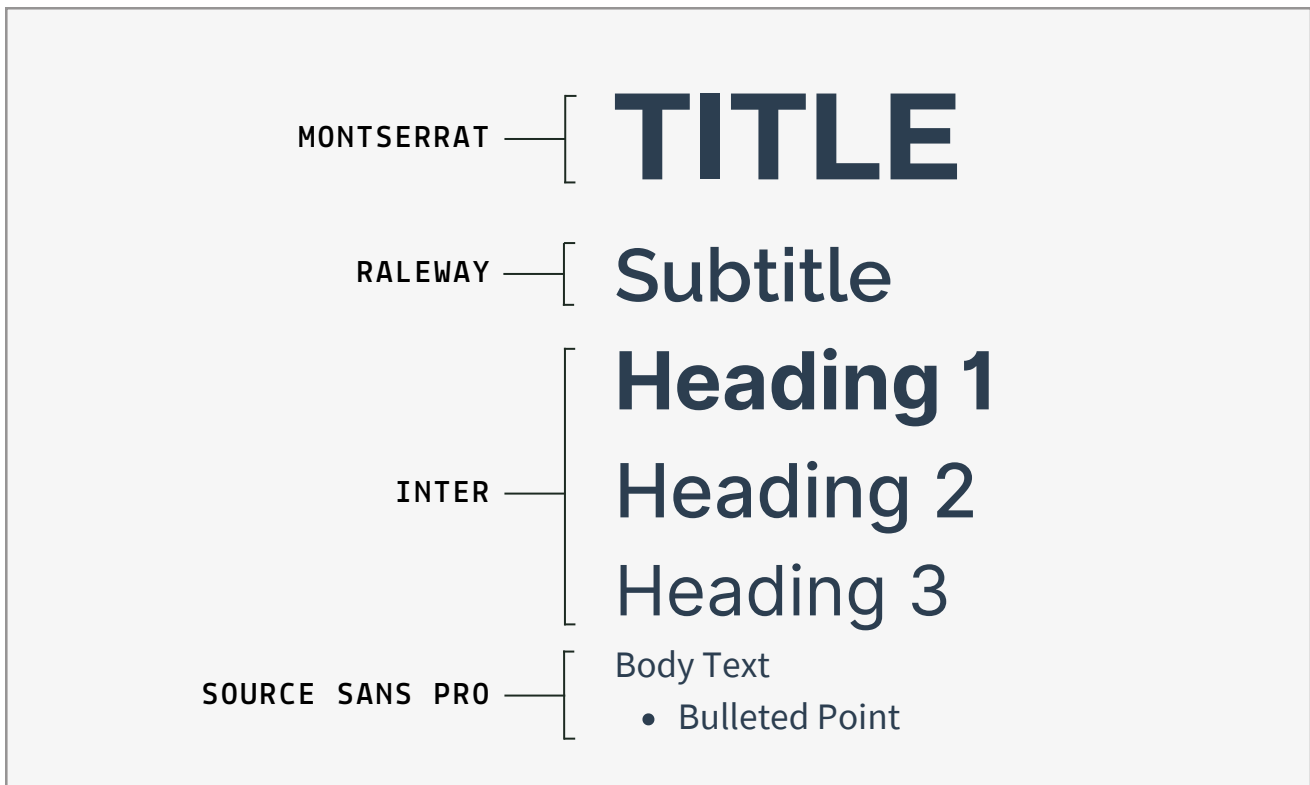 MONTSERRAT TITLE
RALEWAY Subtitle
Heading 1
INTER Heading 2
Heading 3
Body Text
SOURCE SANS PRO
• Bulleted Point